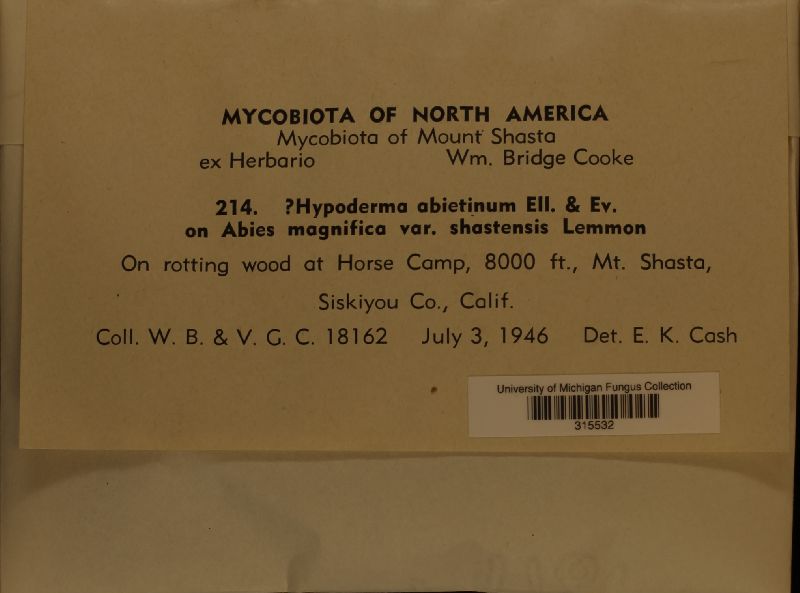 MYCOBIOTA OF NORTH AMERICA
Mycobiota of Mount Shasta
ex Herbario Wm. Bridge Cooke
214. ?Hypoderma abietinum Ell. & Ev.
on Abies magnifica var. shastensis Lemmon
On rotting wood at Horse Camp, 8000 ft., Mt. Shasta,
Siskiyou Co., Calif.
Coll. W. B. & V. G. C. 18162 July 3, 1946 Det. E. K. Cash
University of Michigan Fungus Collection
315532